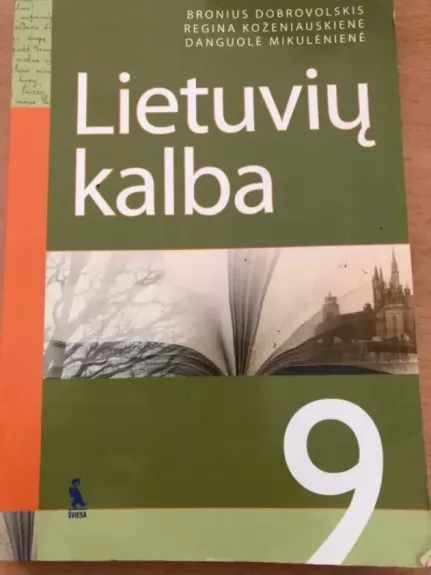 BRONIUS DOBROVOLSKIS
REGINA KOŽENIAUSKIENĖ
DANGUOLĖ MIKULĖNIENĖ
Lietuvių
kalba
9
ŠVIESA